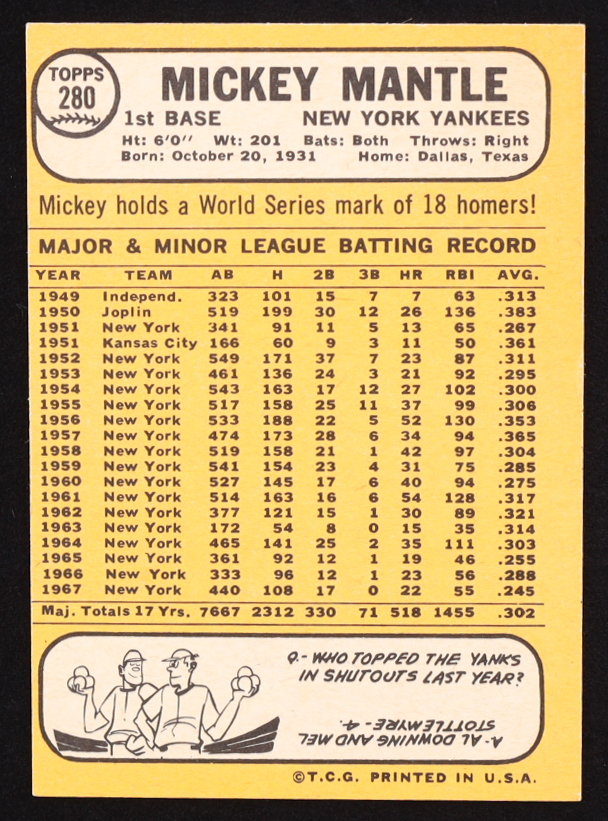 TOPPS
280
MICKEY MANTLE
1st BASE NEW YORK YANKEES
Ht: 6'0" Wt: 201 Bats: Both Throws: Right
Born: October 20, 1931 Home: Dallas, Texas
Mickey holds a World Series mark of 18 homers!
MAJOR & MINOR LEAGUE BATTING RECORD
YEAR TEAM AB H 2B 3B HR RBI AVG.
1949 Independ. 323 101 15 7 7 63 .313
1950 Joplin 519 199 30 12 26 136 .383
1951 New York 341 91 11 5 13 65 .267
1951 Kansas City 166 60 9 3 11 50 .361
1952 New York 549 171 37 7 23 87 .311
1953 New York 461 136 24 3 21 92 .295
1954 New York 543 163 17 12 27 102 .300
1955 New York 517 158 25 11 37 99 .306
1956 New York 533 188 22 5 52 130 .353
1957 New York 474 173 28 6 34 94 .365
1958 New York 519 158 21 1 42 97 .304
1959 New York 541 154 23 4 31 75 .285
1960 New York 527 145 17 6 40 94 .275
1961 New York 514 163 16 6 54 128 .317
1962 New York 377 121 15 1 30 89 .321
1963 New York 172 54 8 0 15 35 .314
1964 New York 465 141 25 2 35 111 .303
1965 New York 361 92 12 1 19 46 .255
1966 New York 333 96 12 1 23 56 .288
1967 New York 440 108 17 0 22 55 .245
Maj. Totals 17 Yrs. 7667 2312 330 71 518 1455 .302
Q.- WHO TOPPED THE YANKS
IN SHUTOUTS LAST YEAR?
A- AL DOWNING AND MEL
STOTTLEMYRE - 4.
©T.C.G. PRINTED IN U.S.A.